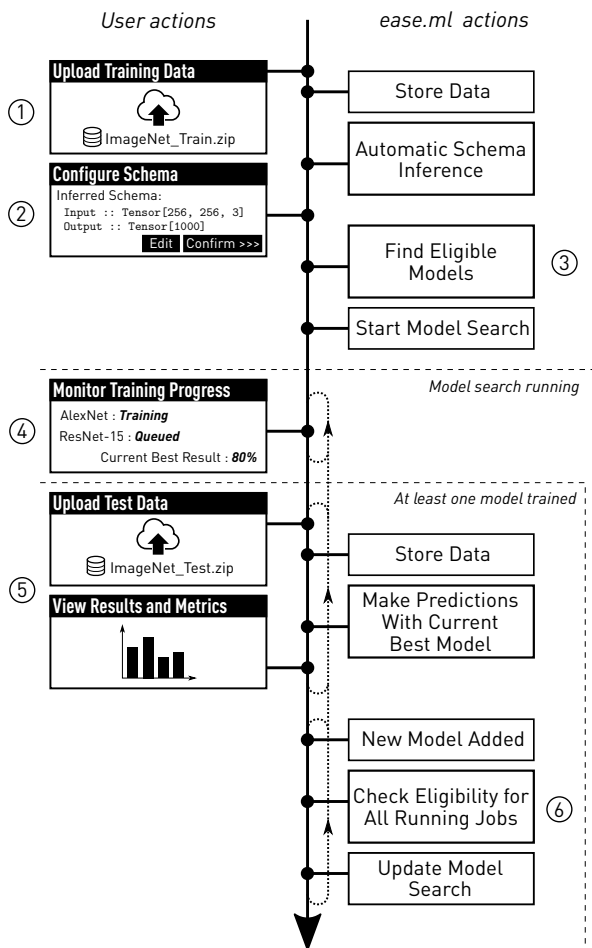 User actions
ease.ml actions
Upload Training Data
1
ImageNet_Train.zip
Store Data
Automatic Schema
Inference
Configure Schema
2
Inferred Schema:
Input :: Tensor[256, 256, 3]
Output :: Tensor[1000]
Edit
Confirm >>>
Find Eligible
Models
3
Start Model Search
Model search running
Monitor Training Progress
4
AlexNet : Training
ResNet-15 : Queued
Current Best Result : 80%
At least one model trained
Upload Test Data
ImageNet_Test.zip
Store Data
5
View Results and Metrics
Make Predictions
With Current
Best Model
New Model Added
Check Eligibility for
All Running Jobs
6
Update Model
Search